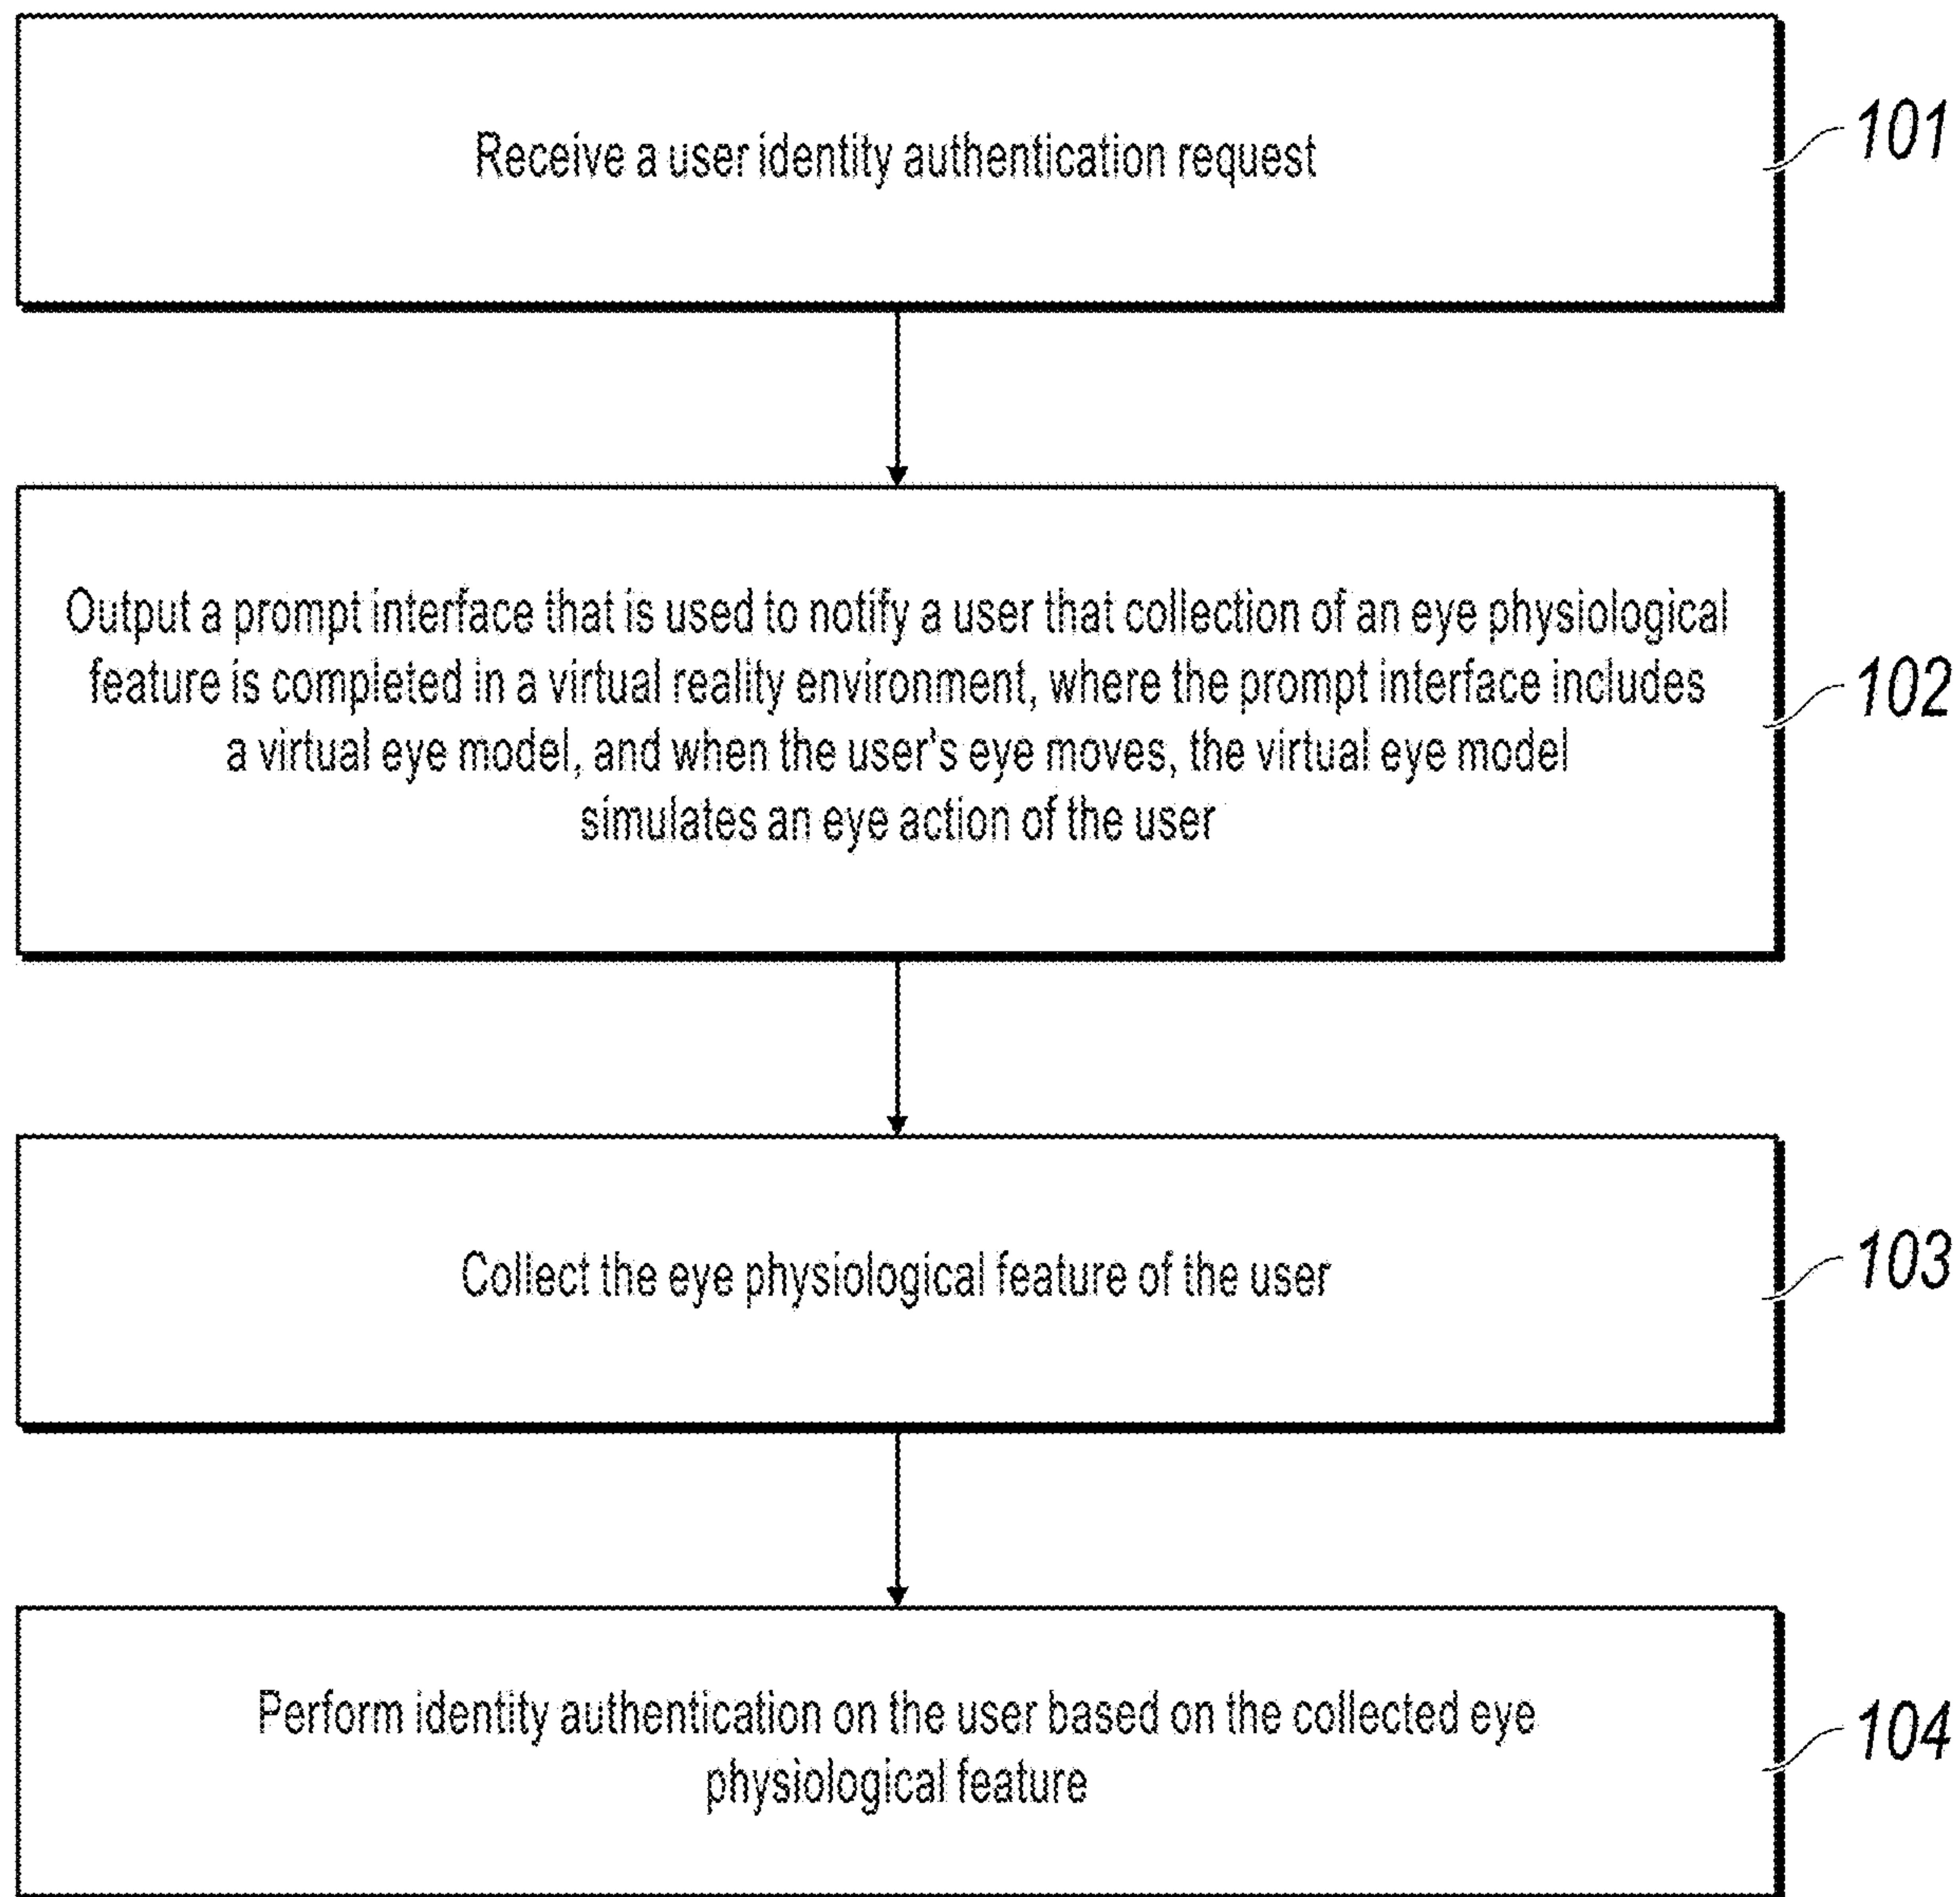 Receive a user identity authentication request
101
Output a prompt interface that is used to notify a user that collection of an eye physiological
feature is completed in a virtual reality environment, where the prompt interface includes
a virtual eye model, and when the user's eye moves, the virtual eye model
simulates an eye action of the user
102
Collect the eye physiological feature of the user
103
Perform identity authentication on the user based on the collected eye
physiological feature
104